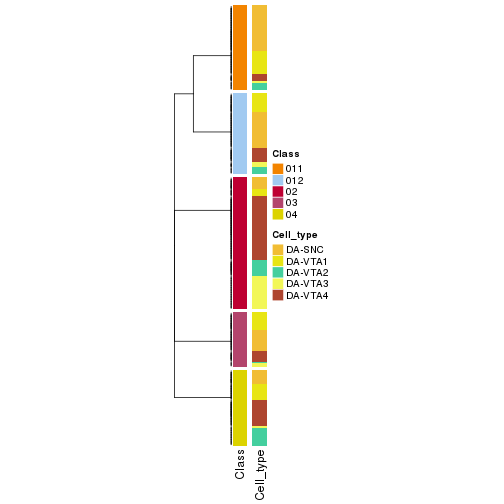 Class
011
012
02
03
04
Cell_type
DA-SNC
DA-VTA1
DA-VTA2
DA-VTA3
DA-VTA4
Class
Cell_type